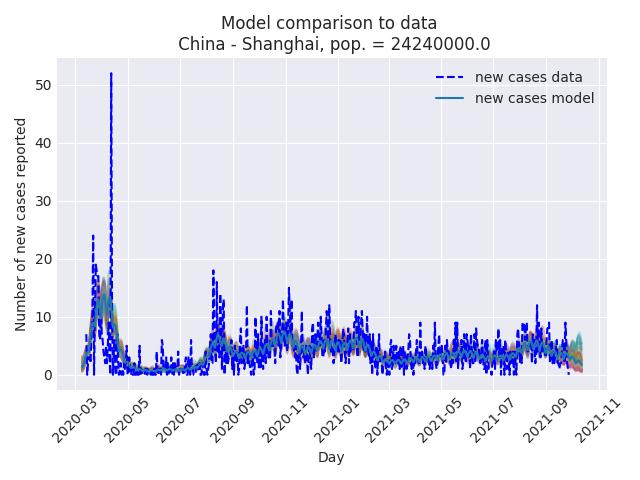 Model comparison to data
China - Shanghai, pop. = 24240000.0
new cases data
new cases model
Number of new cases reported
50
40
30
20
10
0
2020-03
2020-05
2020-07
2020-09
2020-11
2021-01
2021-03
2021-05
2021-07
2021-09
2021-11
Day